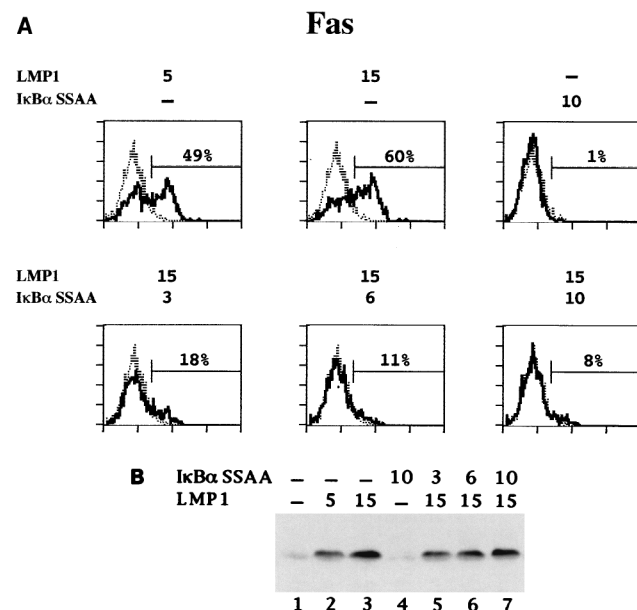 A Fas
LMP1 5 15 –
IκBα SSAA – – 10
49% 60% 1%
LMP1 15 15 15
IκBα SSAA 3 6 10
18% 11% 8%
B IκBα SSAA – – – 10 3 6 10
LMP1 – 5 15 – 15 15 15
1 2 3 4 5 6 7